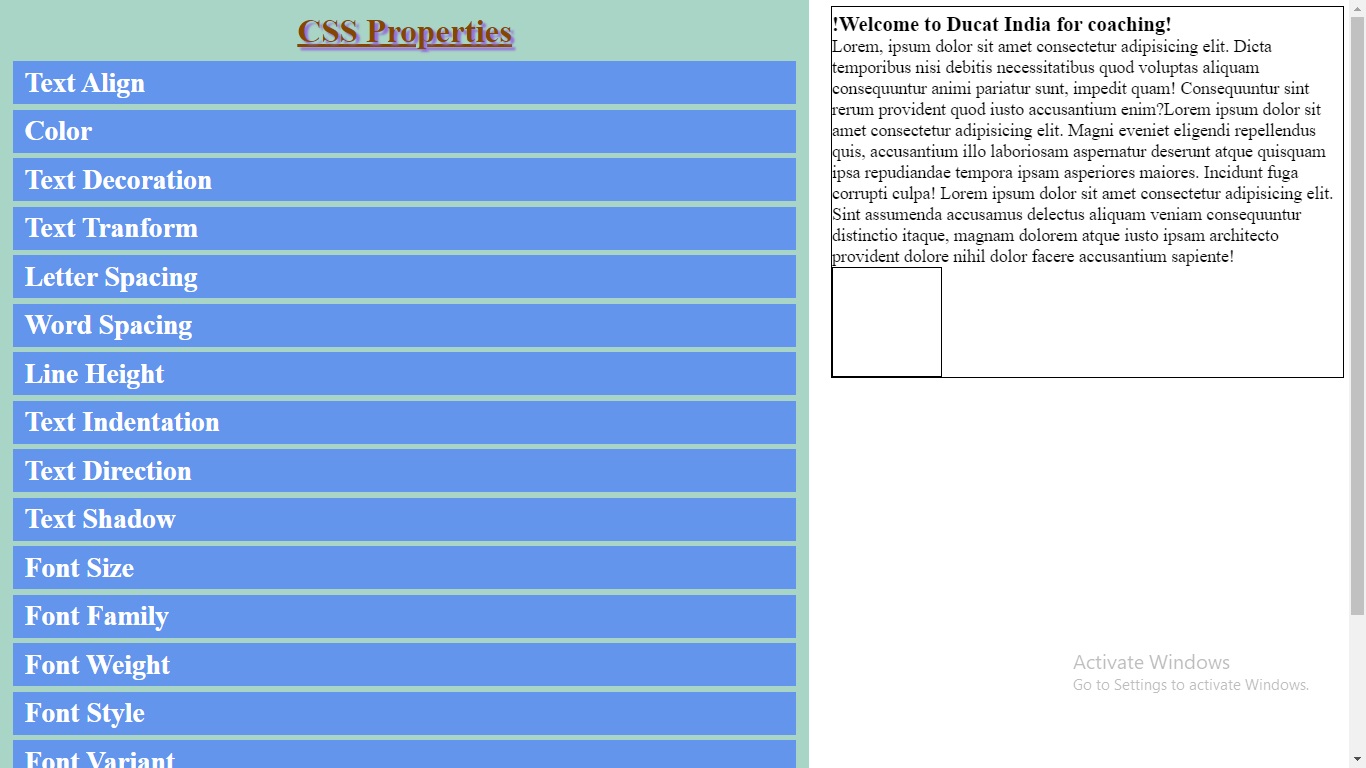 CSS Properties
Text Align
Color
Text Decoration
Text Tranform
Letter Spacing
Word Spacing
Line Height
Text Indentation
Text Direction
Text Shadow
Font Size
Font Family
Font Weight
Font Style
Font Variant
!Welcome to Ducat India for coaching!
Lorem, ipsum dolor sit amet consectetur adipisicing elit. Dicta
temporibus nisi debitis necessitatibus quod voluptas aliquam
consequuntur animi pariatur sunt, impedit quam! Consequuntur sint
rerum provident quod iusto accusantium enim?Lorem ipsum dolor sit
amet consectetur adipisicing elit. Magni eveniet eligendi repellendus
quis, accusantium illo laboriosam aspernatur deserunt atque quisquam
ipsa repudiandae tempora ipsam asperiores maiores. Incidunt fuga
corrupti culpa! Lorem ipsum dolor sit amet consectetur adipisicing elit.
Sint assumenda accusamus delectus aliquam veniam consequuntur
distinctio itaque, magnam dolorem atque iusto ipsam architecto
provident dolore nihil dolor facere accusantium sapiente!
Activate Windows
Go to Settings to activate Windows.